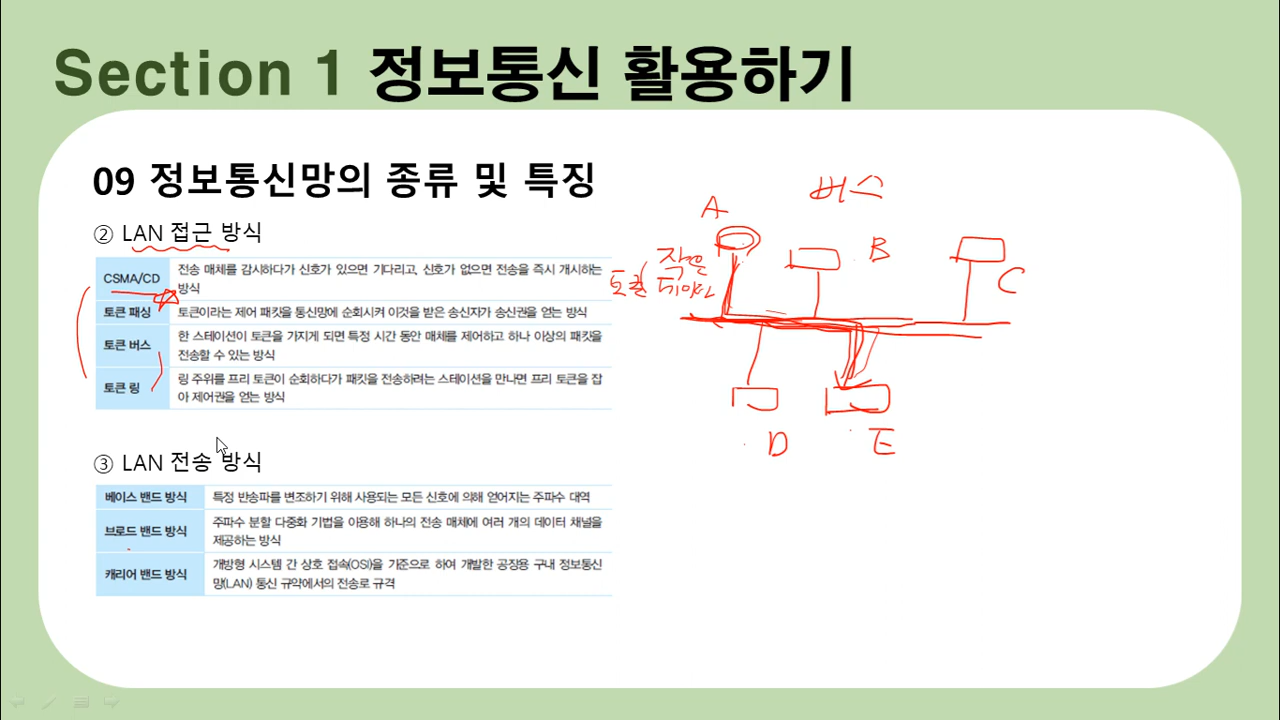 Section 1 정보통신 활용하기
09 정보통신망의 종류 및 특징
② LAN 접근 방식
CSMA/CD
전송 매체를 감시하다가 신호가 있으면 기다리고, 신호가 없으면 전송을 즉시 개시하는
방식
토큰 패싱
토큰이라는 제어 패킷을 통신망에 순회시켜 이것을 받은 송신자가 송신권을 얻는 방식
토큰 버스
한 스테이션이 토큰을 가지게 되면 특정 시간 동안 매체를 제어하고 하나 이상의 패킷을
전송할 수 있는 방식
토큰 링
링 주위를 프리 토큰이 순회하다가 패킷을 전송하려는 스테이션을 만나면 프리 토큰을 잡
아 제어권을 얻는 방식
③ LAN 전송 방식
베이스 밴드 방식
특정 반송파를 변조하기 위해 사용되는 모든 신호에 의해 얻어지는 주파수 대역
브로드 밴드 방식
주파수 분할 다중화 기법을 이용해 하나의 전송 매체에 여러 개의 데이터 채널을
제공하는 방식
캐리어 밴드 방식
개방형 시스템 간 상호 접속(OSI)을 기준으로 하여 개발한 공장용 구내 정보통신
망(LAN) 통신 규약에서의 전송로 규격
버스
A
B
작은
토큰
C
D
E